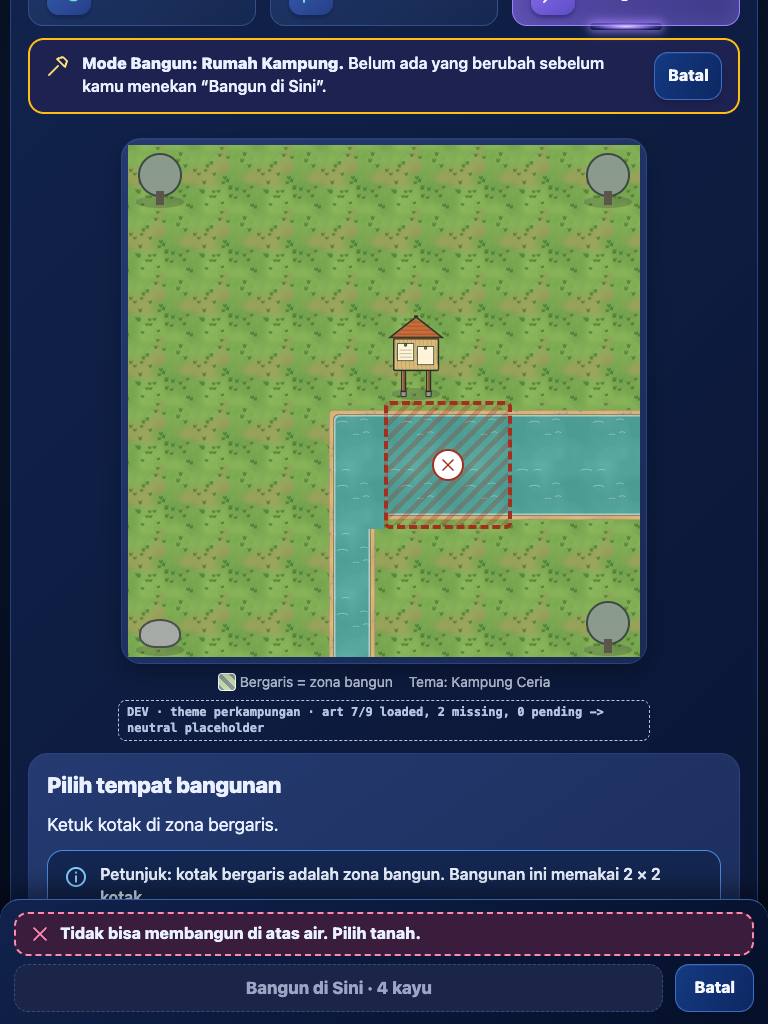 Mode Bangun: Rumah Kampung. Belum ada yang berubah sebelum
kamu menekan “Bangun di Sini”.
Batal
Bergaris = zona bangun
Tema: Kampung Ceria
DEV · theme perkampungan · art 7/9 loaded, 2 missing, 0 pending —>
neutral placeholder
Pilih tempat bangunan
Ketuk kotak di zona bergaris.
Petunjuk: kotak bergaris adalah zona bangun. Bangunan ini memakai 2 × 2
kotak
Tidak bisa membangun di atas air. Pilih tanah.
Bangun di Sini · 4 kayu
Batal